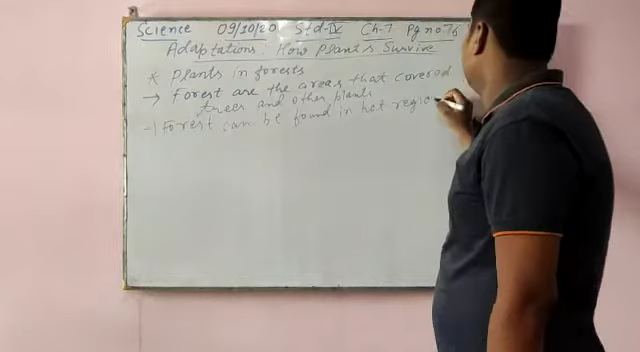 Science 09/10/20 Std-IV Ch-7 Pg no 76
Adaptations: How Plants Survive
* Plants in forests
→ Forest are the areas that covered
trees and other plants
→ Forest can be found in hot regio